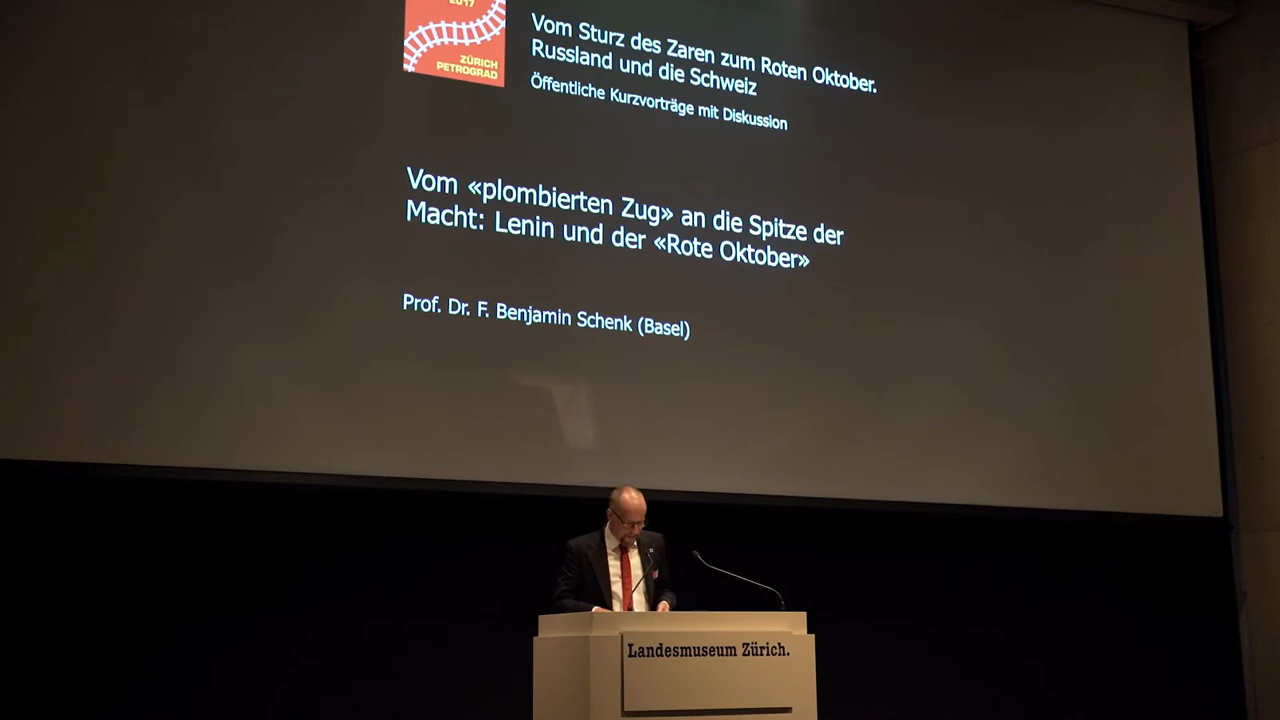 2017
ZÜRICH
PETROGRAD
Vom Sturz des Zaren zum Roten Oktober.
Russland und die Schweiz
Öffentliche Kurzvorträge mit Diskussion
Vom «plombierten Zug» an die Spitze der
Macht: Lenin und der «Rote Oktober»
Prof. Dr. F. Benjamin Schenk (Basel)
Landesmuseum Zürich.